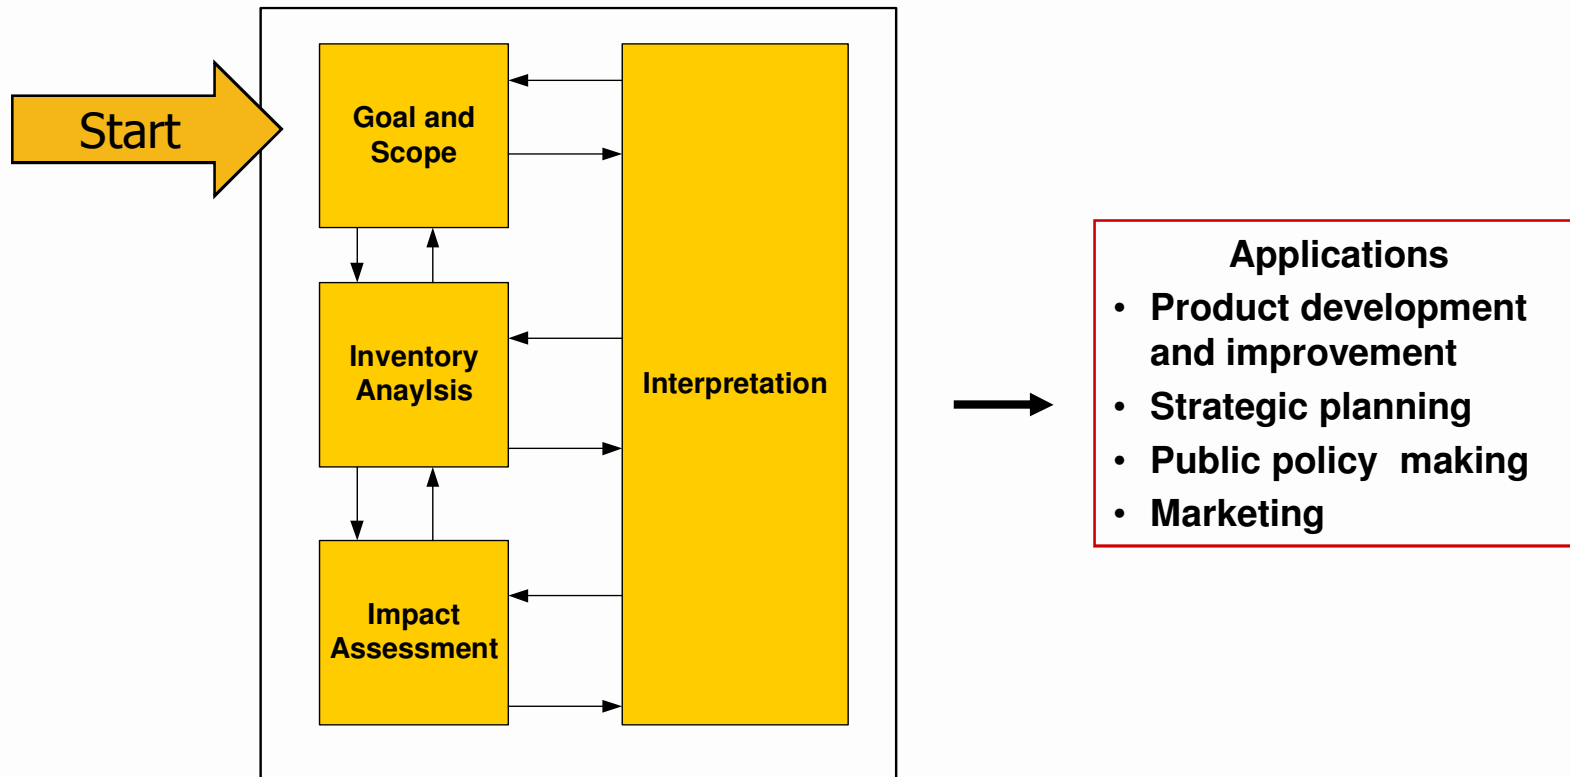 Start
Goal and
Scope
Inventory
Anaylsis
Impact
Assessment
Interpretation
Applications
• Product development
and improvement
• Strategic planning
• Public policy  making
• Marketing